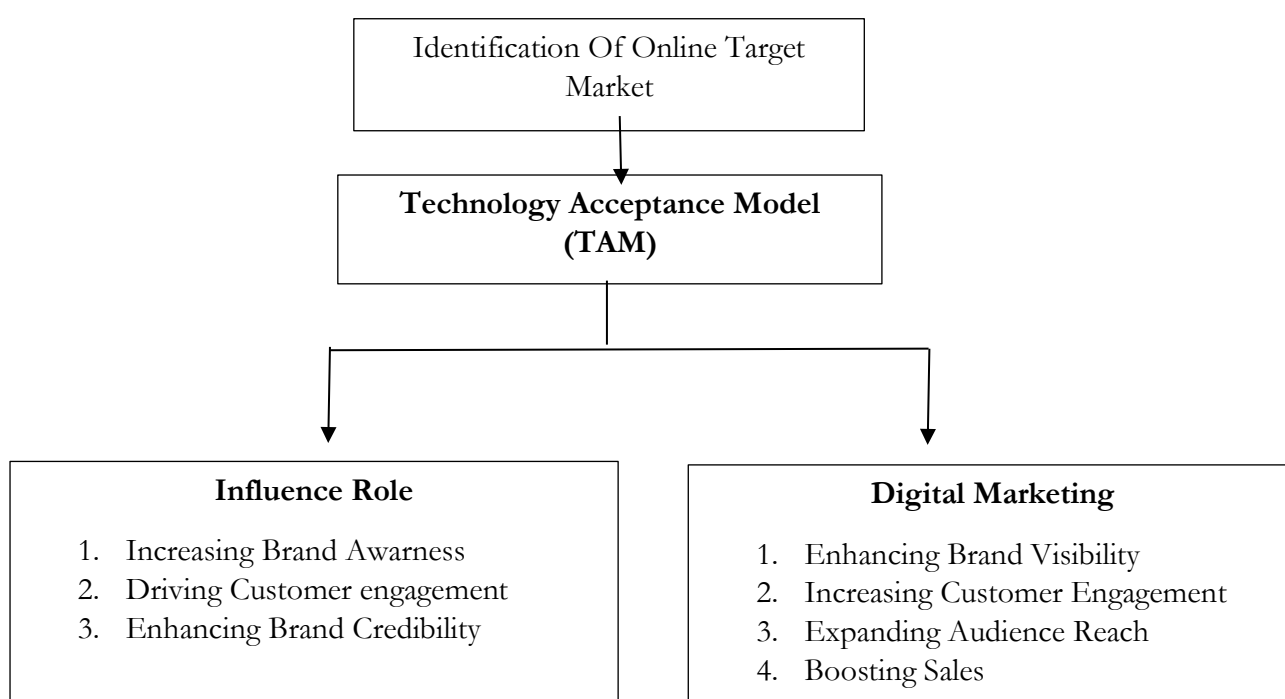 Identification Of Online Target
Market
Technology Acceptance Model
(TAM)
Influence Role
1. Increasing Brand Awarness
2. Driving Customer engagement
3. Enhancing Brand Credibility
Digital Marketing
1. Enhancing Brand Visibility
2. Increasing Customer Engagement
3. Expanding Audience Reach
4. Boosting Sales